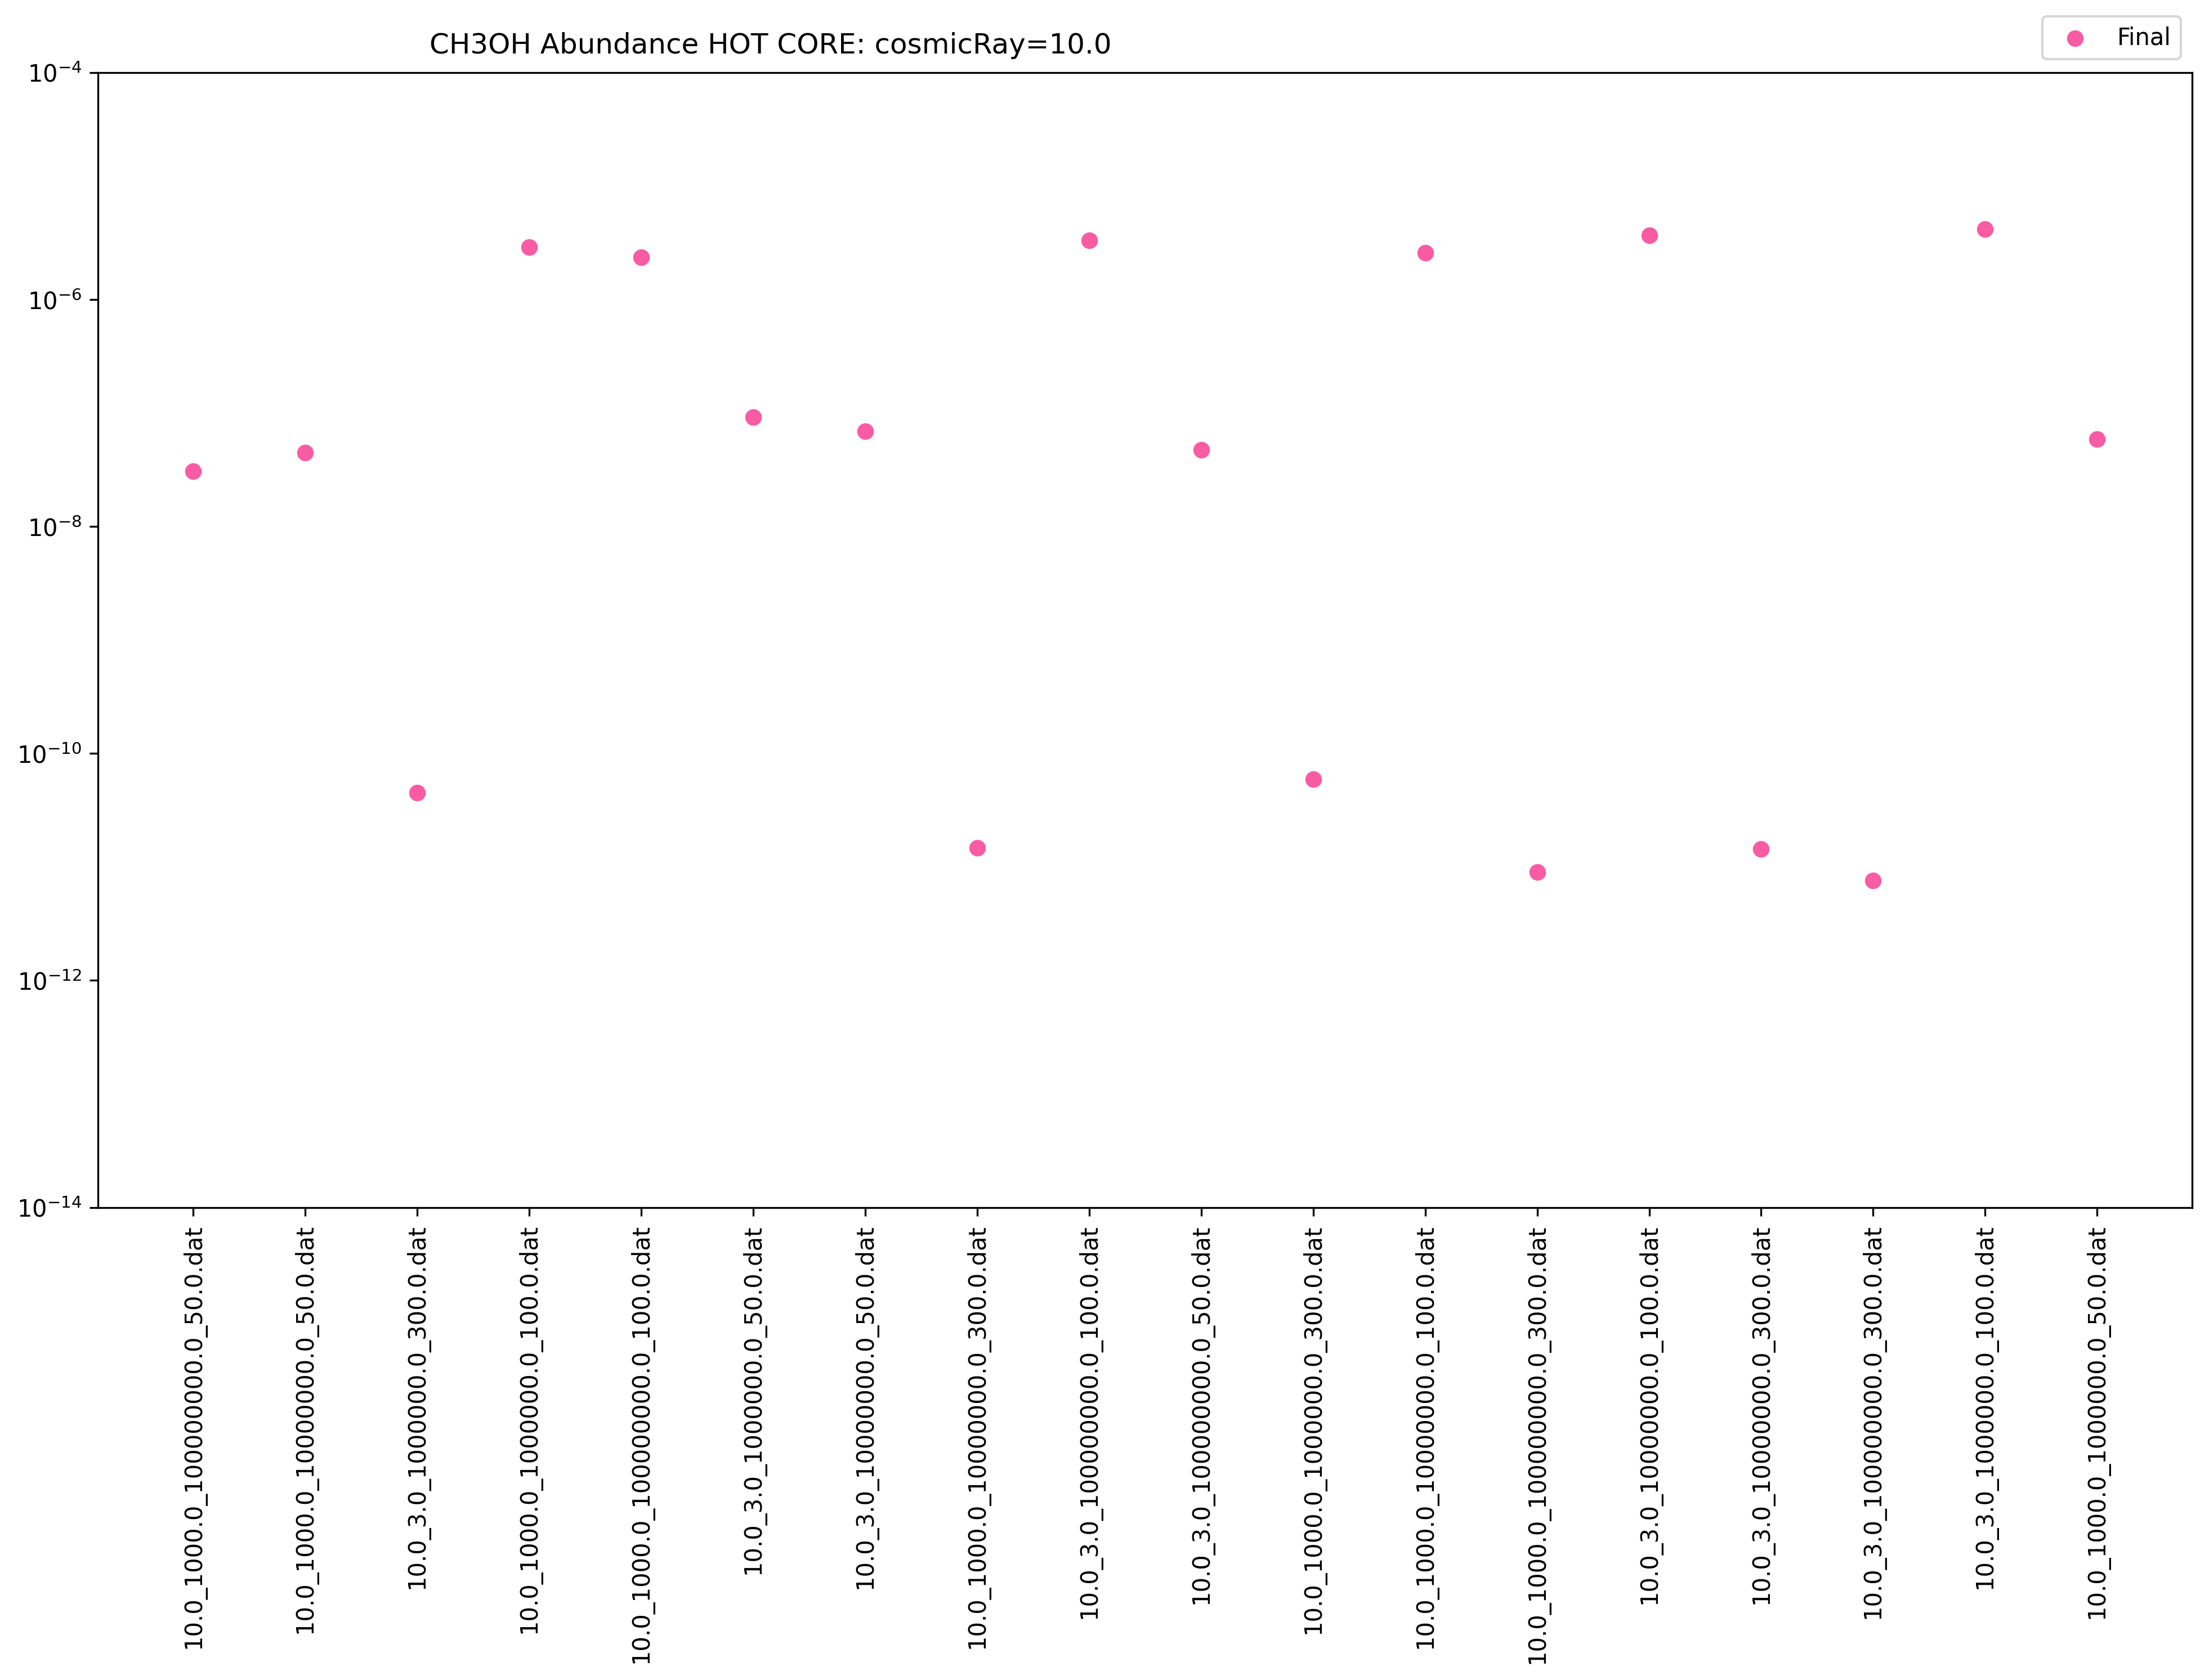 CH3OH Abundance HOT CORE: cosmicRay=10.0
Final
10⁻⁴
10⁻⁶
10⁻⁸
10⁻¹⁰
10⁻¹²
10⁻¹⁴
10.0_1000.0_100000000.0_50.0.dat
10.0_1000.0_10000000.0_50.0.dat
10.0_3.0_1000000.0_300.0.dat
10.0_1000.0_1000000.0_100.0.dat
10.0_1000.0_100000000.0_100.0.dat
10.0_3.0_1000000.0_50.0.dat
10.0_3.0_10000000.0_50.0.dat
10.0_1000.0_10000000.0_300.0.dat
10.0_3.0_100000000.0_100.0.dat
10.0_3.0_100000000.0_50.0.dat
10.0_1000.0_1000000.0_300.0.dat
10.0_1000.0_10000000.0_100.0.dat
10.0_1000.0_100000000.0_300.0.dat
10.0_3.0_10000000.0_100.0.dat
10.0_3.0_10000000.0_300.0.dat
10.0_3.0_100000000.0_300.0.dat
10.0_3.0_1000000.0_100.0.dat
10.0_1000.0_1000000.0_50.0.dat